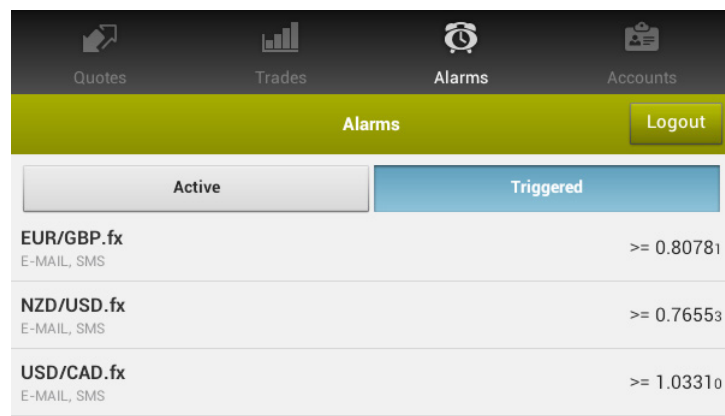 Quotes Trades Alarms Accounts
Alarms Logout
Active Triggered
EUR/GBP.fx >= 0.80781
E-MAIL, SMS
NZD/USD.fx >= 0.76553
E-MAIL, SMS
USD/CAD.fx >= 1.03310
E-MAIL, SMS